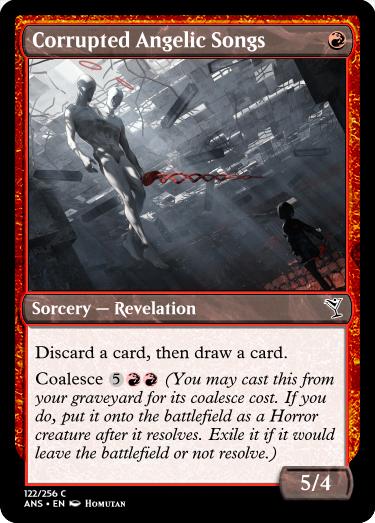 Corrupted Angelic Songs
Sorcery — Revelation
Discard a card, then draw a card.
Coalesce 5 (You may cast this from
your graveyard for its coalesce cost. If you
do, put it onto the battlefield as a Horror
creature after it resolves. Exile it if it would
leave the battlefield or not resolve.)
5/4
122/256 C
ANS • EN Homutan